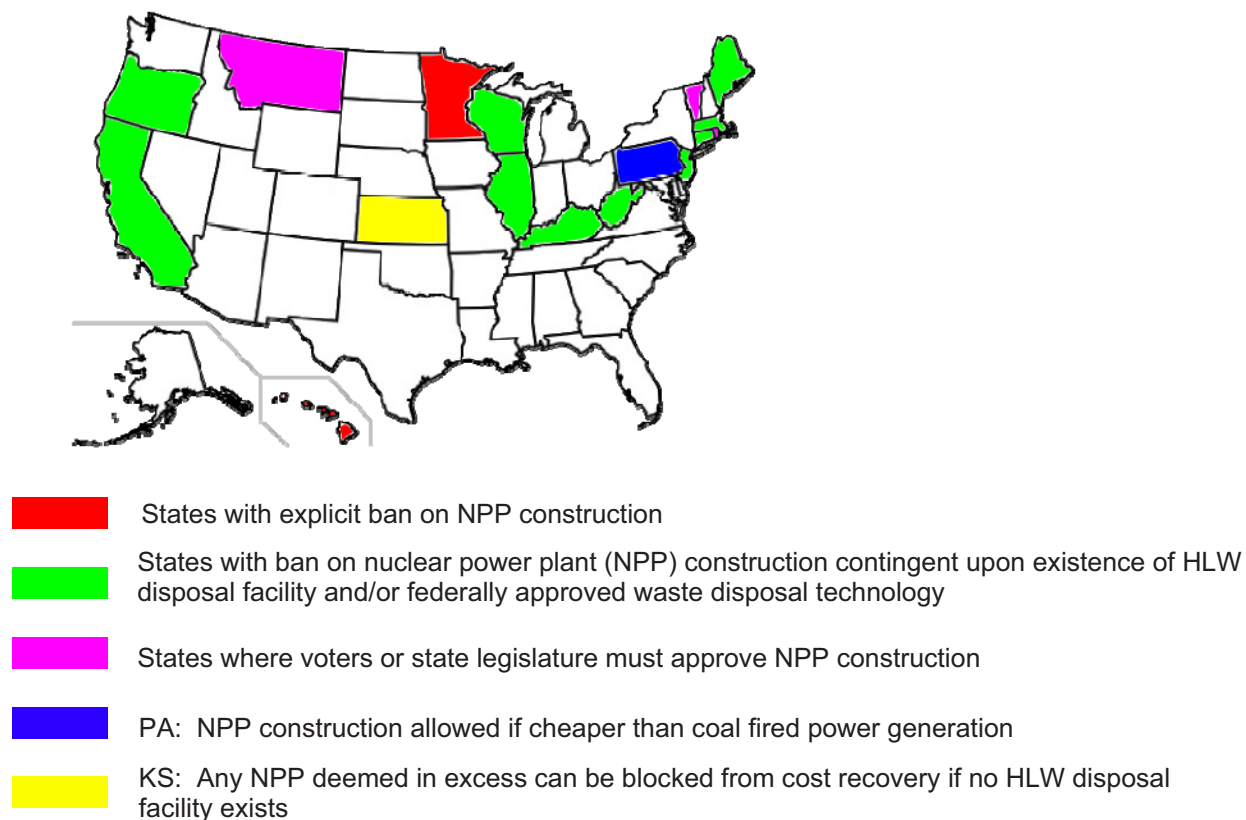 States with explicit ban on NPP construction
States with ban on nuclear power plant (NPP) construction contingent upon existence of HLW
disposal facility and/or federally approved waste disposal technology
States where voters or state legislature must approve NPP construction
PA:  NPP construction allowed if cheaper than coal fired power generation
KS:  Any NPP deemed in excess can be blocked from cost recovery if no HLW disposal
facility exists